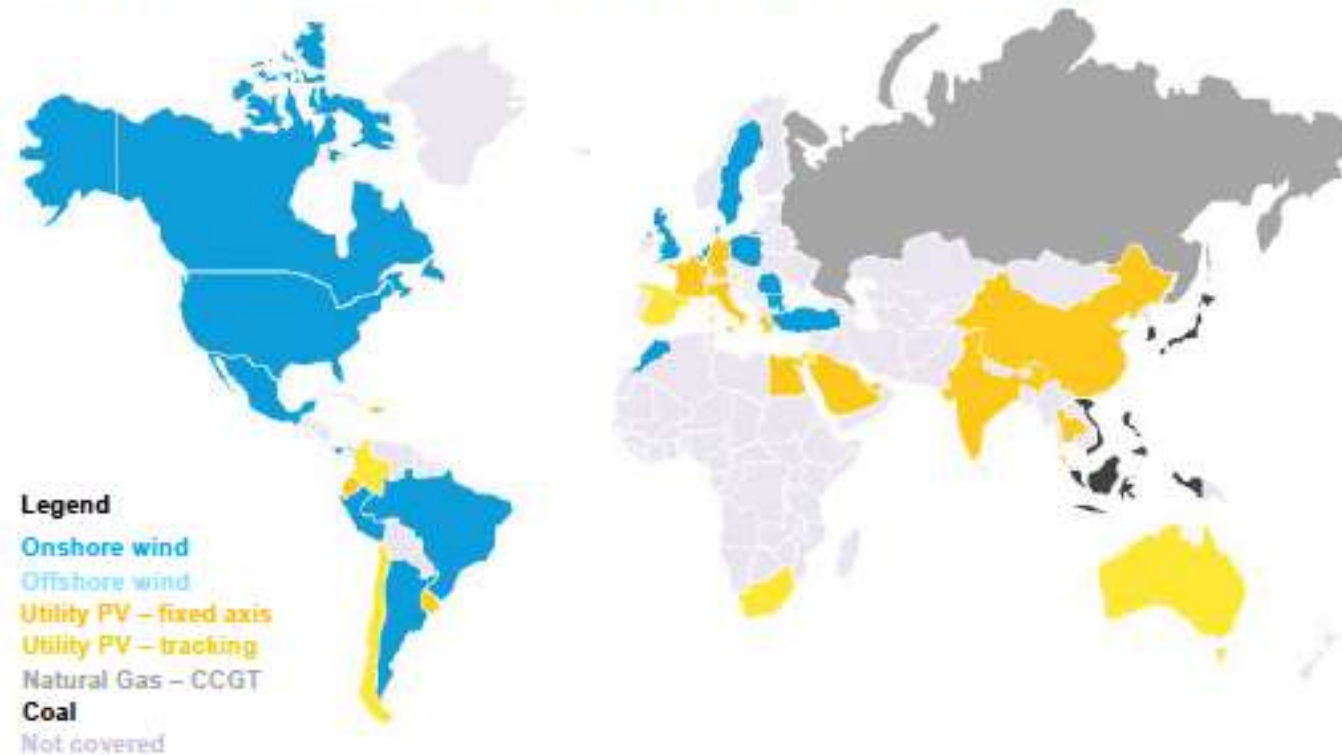 Legend
Onshore wind
Offshore wind
Utility PV – fixed axis
Utility PV – tracking
Natural Gas – CCGT
Coal
Not covered